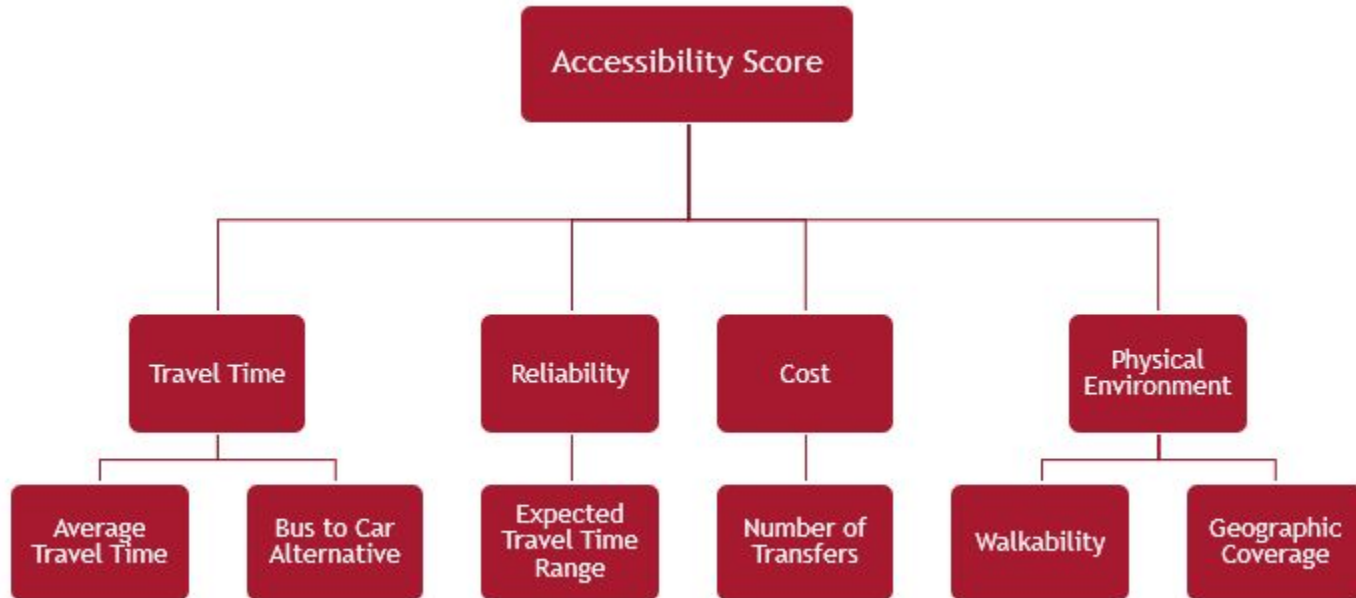 Accessibility Score
Travel Time
Reliability
Cost
Physical
Environment
Average
Travel Time
Bus to Car
Alternative
Expected
Travel Time
Range
Number of
Transfers
Walkability
Geographic
Coverage